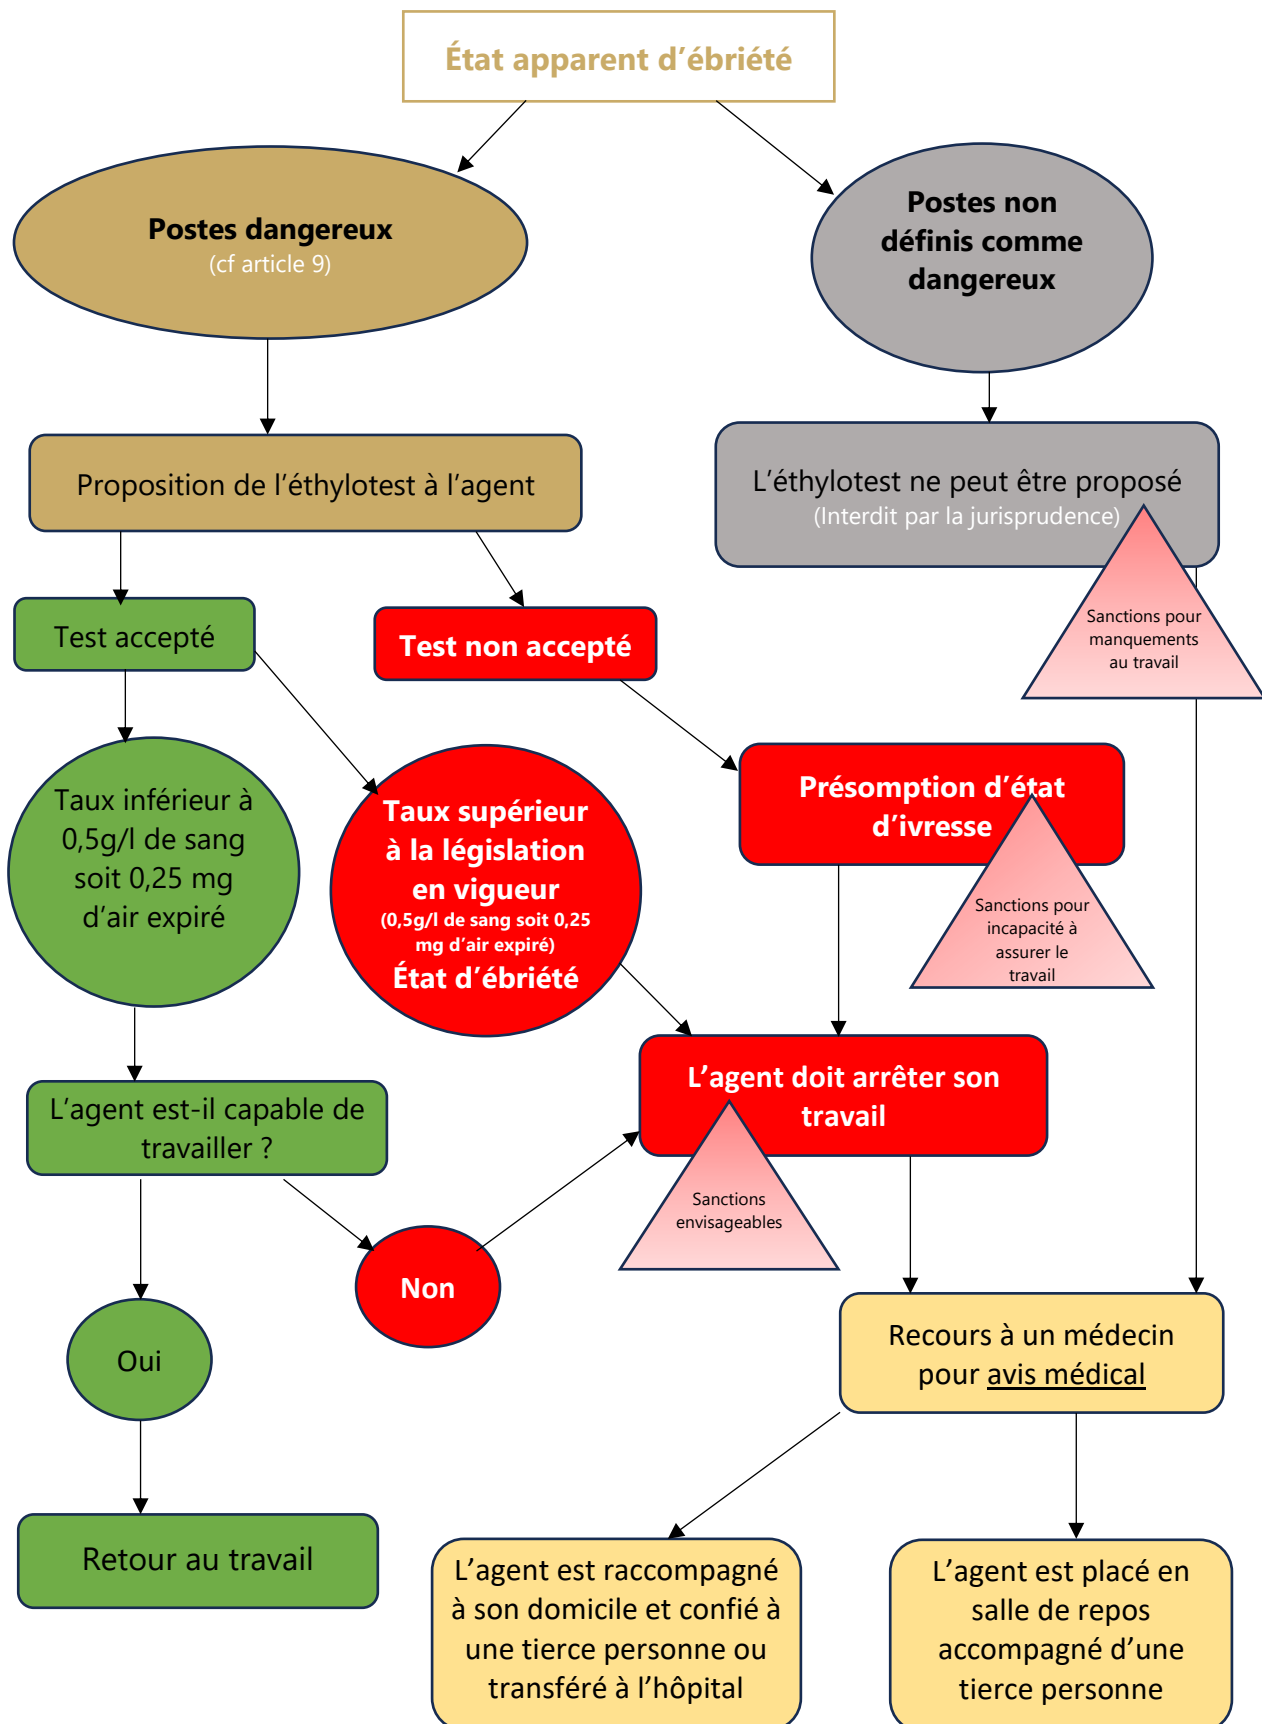 État apparent d’ébriété
Postes dangereux
(cf article 9)
Postes non
définis comme
dangereux
Proposition de l’éthylotest à l’agent
L’éthylotest ne peut être proposé
(Interdit par la jurisprudence)
Sanctions pour
manquements
au travail
Test accepté
Test non accepté
Taux inférieur à
0,5g/l de sang
soit 0,25 mg
d’air expiré
Taux supérieur
à la législation
en vigueur
(0,5g/l de sang soit 0,25
mg d’air expiré)
État d’ébriété
Présomption d’état
d’ivresse
Sanctions pour
incapacité à
assurer le
travail
L’agent est-il capable de
travailler ?
L’agent doit arrêter son
travail
Sanctions
envisageables
Non
Oui
Recours à un médecin
pour avis médical
Retour au travail
L’agent est raccompagné
à son domicile et confié à
une tierce personne ou
transféré à l’hôpital
L’agent est placé en
salle de repos
accompagné d’une
tierce personne